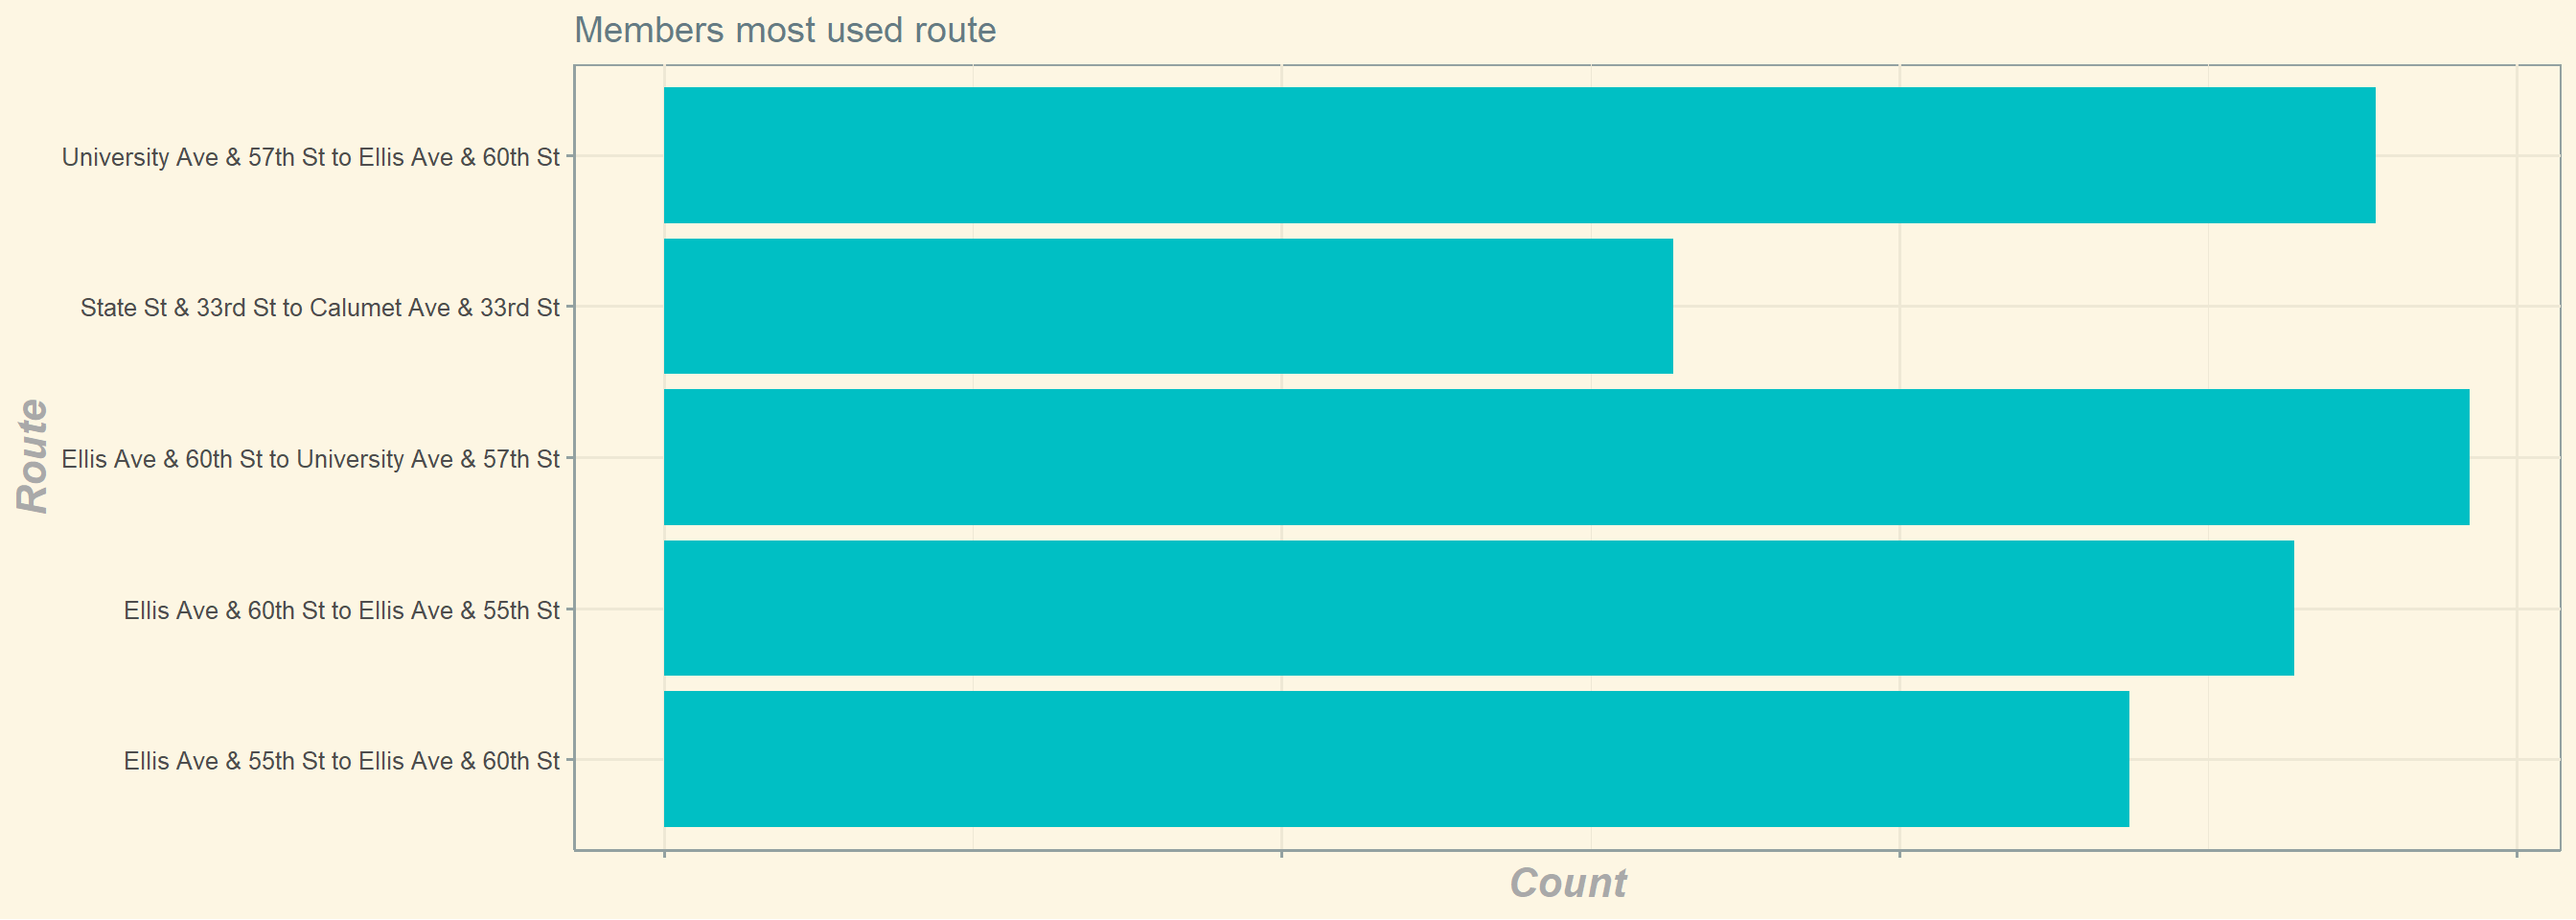 Members most used route
University Ave & 57th St to Ellis Ave & 60th St
State St & 33rd St to Calumet Ave & 33rd St
Ellis Ave & 60th St to University Ave & 57th St
Ellis Ave & 60th St to Ellis Ave & 55th St
Ellis Ave & 55th St to Ellis Ave & 60th St
Route
Count